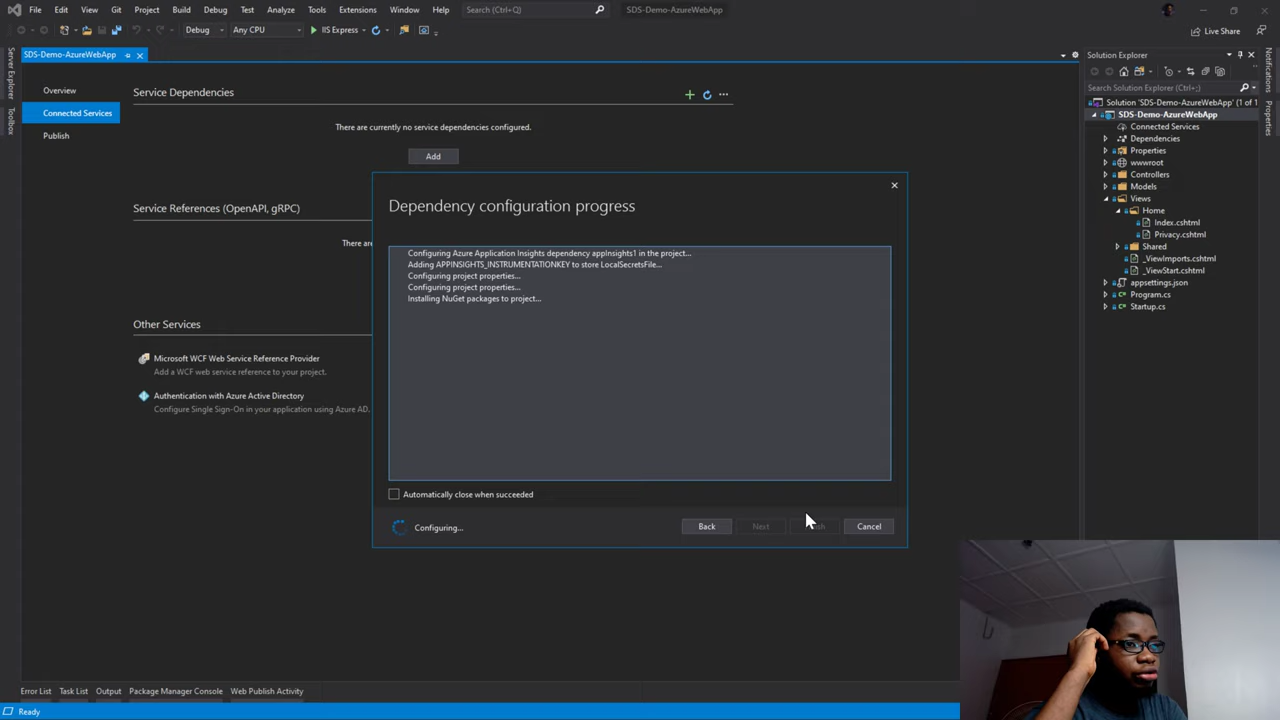 File Edit View Git Project Build Debug Test Analyze Tools Extensions Window Help Search (Ctrl+Q) SDS-Demo-AzureWebApp
Debug Any CPU IIS Express Live Share
Server Explorer
Toolbox
SDS-Demo-AzureWebApp
Overview
Connected Services
Publish
Service Dependencies
There are currently no service dependencies configured.
Add
Service References (OpenAPI, gRPC)
There are
Other Services
Microsoft WCF Web Service Reference Provider
Add a WCF web service reference to your project.
Authentication with Azure Active Directory
Configure Single Sign-On in your application using Azure AD.
Dependency configuration progress
Configuring Azure Application Insights dependency appInsights1 in the project...
Adding APPINSIGHTS_INSTRUMENTATIONKEY to store LocalSecretsFile...
Configuring project properties...
Configuring project properties...
Installing NuGet packages to project...
Automatically close when succeeded
Configuring...
Back Next Cancel
Solution Explorer
Search Solution Explorer (Ctrl+;)
Solution 'SDS-Demo-AzureWebApp' (1 of 1
SDS-Demo-AzureWebApp
Connected Services
Dependencies
Properties
wwwroot
Controllers
Models
Views
Home
Index.cshtml
Privacy.cshtml
Shared
_ViewImports.cshtml
_ViewStart.cshtml
appsettings.json
Program.cs
Startup.cs
Notifications
Properties
Error List Task List Output Package Manager Console Web Publish Activity
Ready